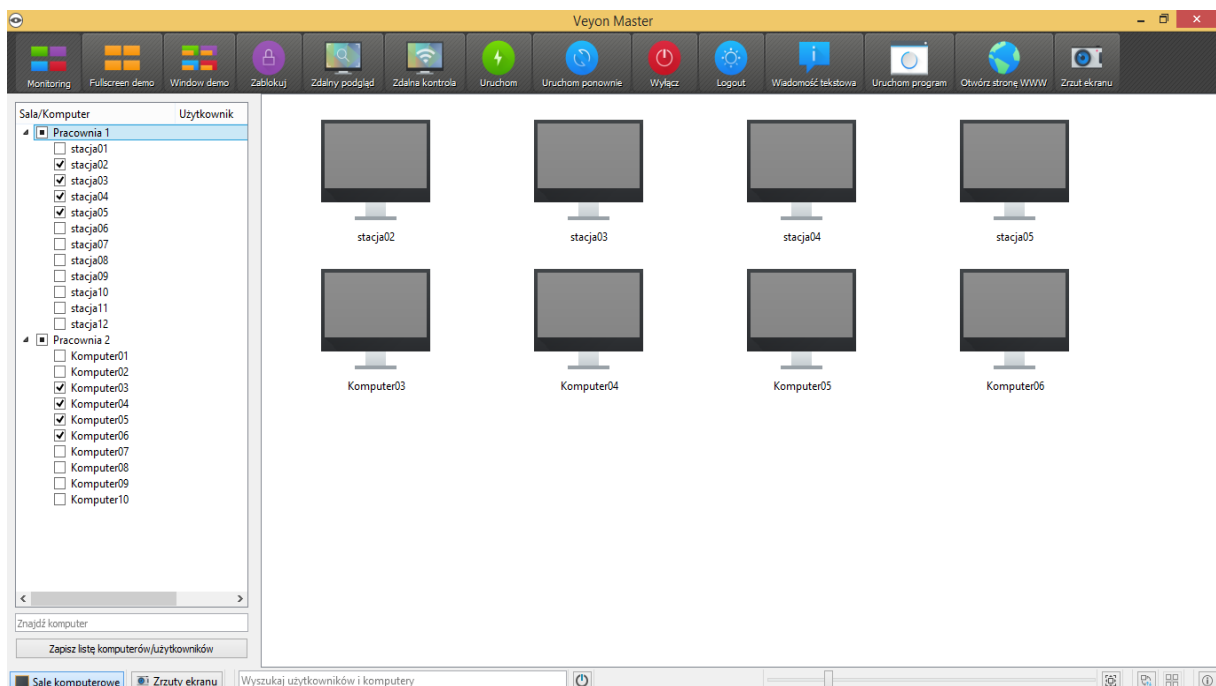 Veyon Master
Monitoring Fullscreen demo Window demo Zablokuj Zdalny podgląd Zdalna kontrola Uruchom Uruchom ponownie Wyłącz Logout Wiadomość tekstowa Uruchom program Otwórz stronę WWW Zrzut ekranu
Sala/Komputer Użytkownik
Pracownia 1
stacja01
stacja02
stacja03
stacja04
stacja05
stacja06
stacja07
stacja08
stacja09
stacja10
stacja11
stacja12
Pracownia 2
Komputer01
Komputer02
Komputer03
Komputer04
Komputer05
Komputer06
Komputer07
Komputer08
Komputer09
Komputer10
Znajdź komputer
Zapisz listę komputerów/użytkowników
stacja02 stacja03 stacja04 stacja05
Komputer03 Komputer04 Komputer05 Komputer06
Sale komputerowe Zrzuty ekranu Wyszukaj użytkowników i komputery